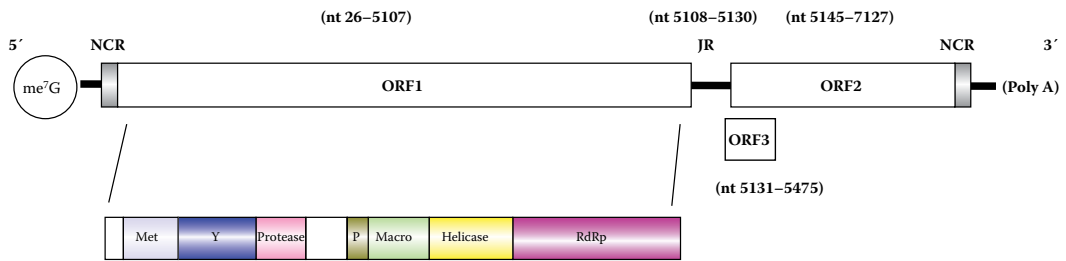 (nt 26–5107) (nt 5108–5130) (nt 5145–7127)
5´ NCR JR NCR 3´
me⁷G ORF1 ORF2 (Poly A)
ORF3
(nt 5131–5475)
Met Y Protease P Macro Helicase RdRp